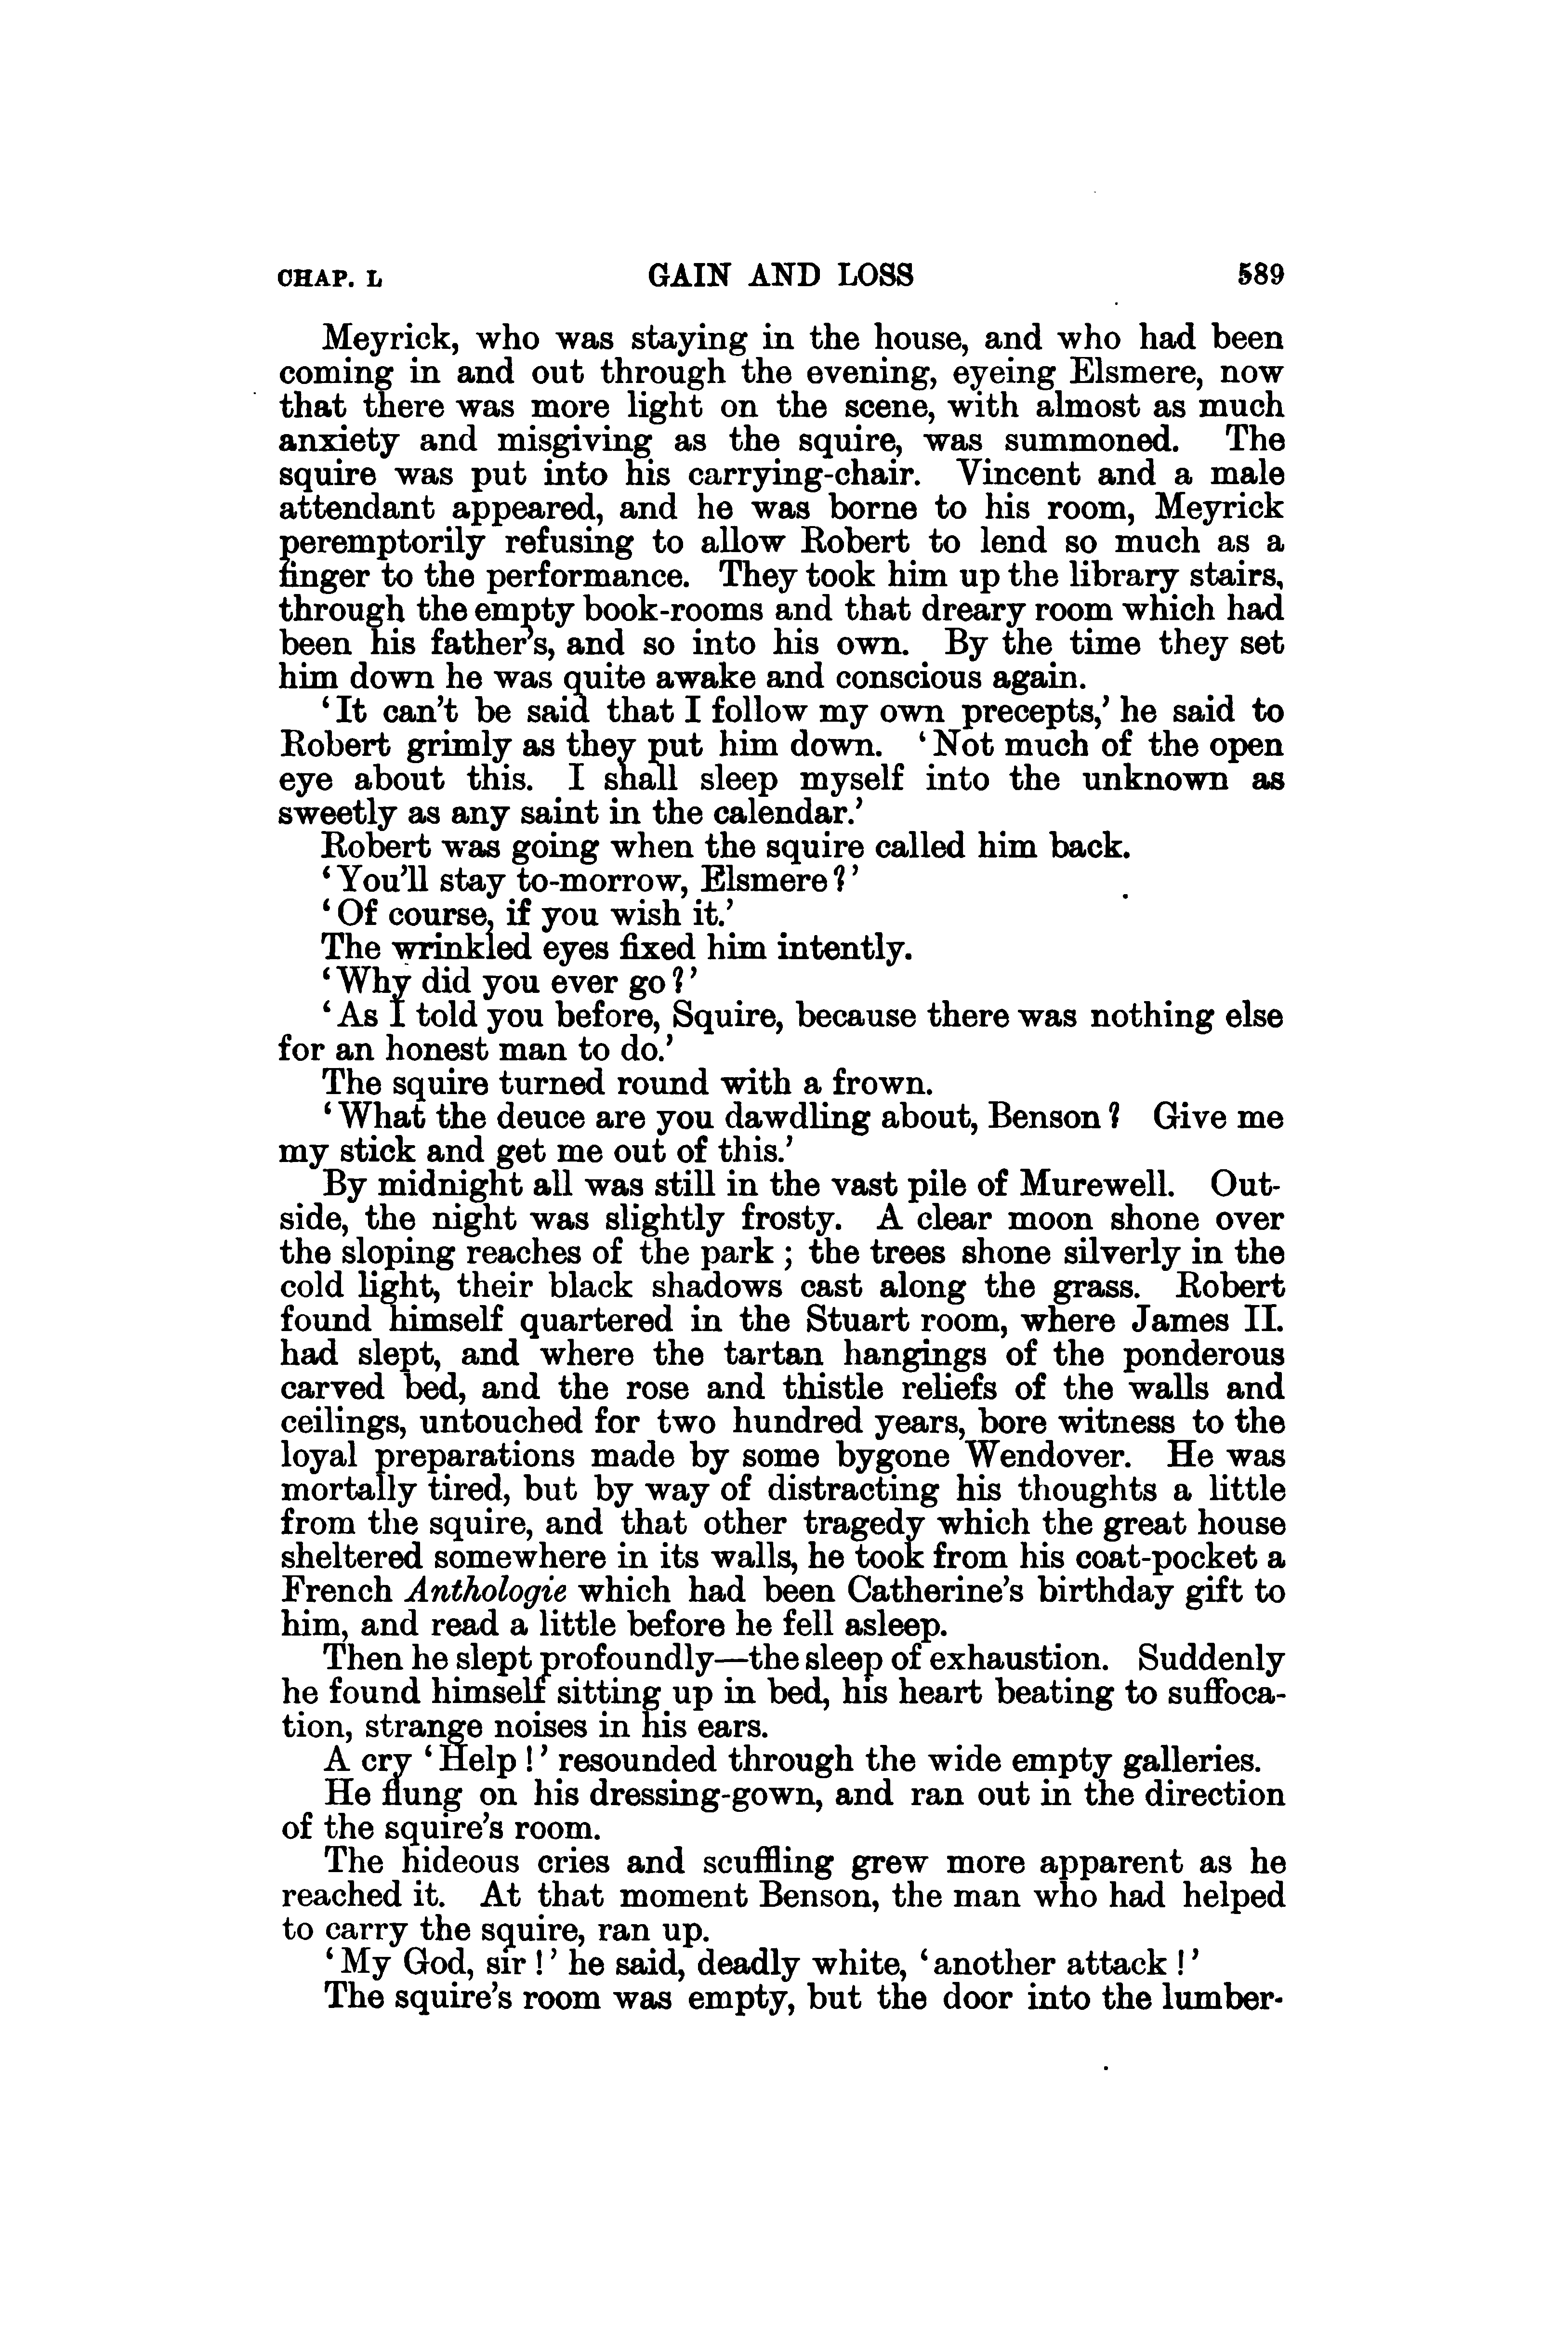 CHAP. L GAIN AND LOSS 589
Meyrick, who was staying in the house, and who had been
coming in and out through the evening, eyeing Elsmere, now
that there was more light on the scene, with almost as much
anxiety and misgiving as the squire, was summoned. The
squire was put into his carrying-chair. Vincent and a male
attendant appeared, and he was borne to his room, Meyrick
peremptorily refusing to allow Robert to lend so much as a
finger to the performance. They took him up the library stairs,
through the empty book-rooms and that dreary room which had
been his father's, and so into his own. By the time they set
him down he was quite awake and conscious again.
‘It can't be said that I follow my own precepts,’ he said to
Robert grimly as they put him down. ‘Not much of the open
eye about this. I shall sleep myself into the unknown as
sweetly as any saint in the calendar.’
Robert was going when the squire called him back.
‘You'll stay to-morrow, Elsmere?’
‘Of course, if you wish it.’
The wrinkled eyes fixed him intently.
‘Why did you ever go?’
‘As I told you before, Squire, because there was nothing else
for an honest man to do.’
The squire turned round with a frown.
‘What the deuce are you dawdling about, Benson? Give me
my stick and get me out of this.’
By midnight all was still in the vast pile of Murewell. Out-
side, the night was slightly frosty. A clear moon shone over
the sloping reaches of the park; the trees shone silverly in the
cold light, their black shadows cast along the grass. Robert
found himself quartered in the Stuart room, where James II.
had slept, and where the tartan hangings of the ponderous
carved bed, and the rose and thistle reliefs of the walls and
ceilings, untouched for two hundred years, bore witness to the
loyal preparations made by some bygone Wendover. He was
mortally tired, but by way of distracting his thoughts a little
from the squire, and that other tragedy which the great house
sheltered somewhere in its walls, he took from his coat-pocket a
French Anthologie which had been Catherine's birthday gift to
him, and read a little before he fell asleep.
Then he slept profoundly—the sleep of exhaustion. Suddenly
he found himself sitting up in bed, his heart beating to suffoca-
tion, strange noises in his ears.
A cry ‘Help!’ resounded through the wide empty galleries.
He flung on his dressing-gown, and ran out in the direction
of the squire's room.
The hideous cries and scuffling grew more apparent as he
reached it. At that moment Benson, the man who had helped
to carry the squire, ran up.
‘My God, sir!’ he said, deadly white, ‘another attack!’
The squire's room was empty, but the door into the lumber-